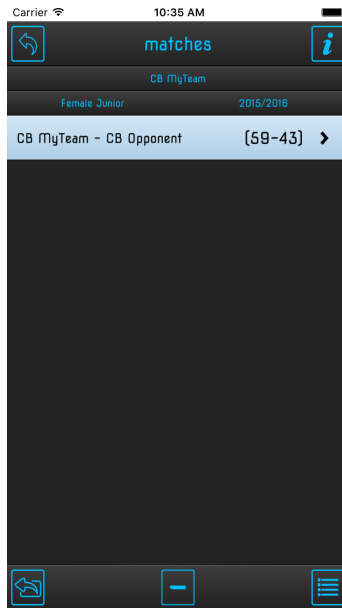 Carrier 10:35 AM
matches
i
CB MyTeam
Female Junior 2015/2016
CB MyTeam - CB Opponent (59-43)